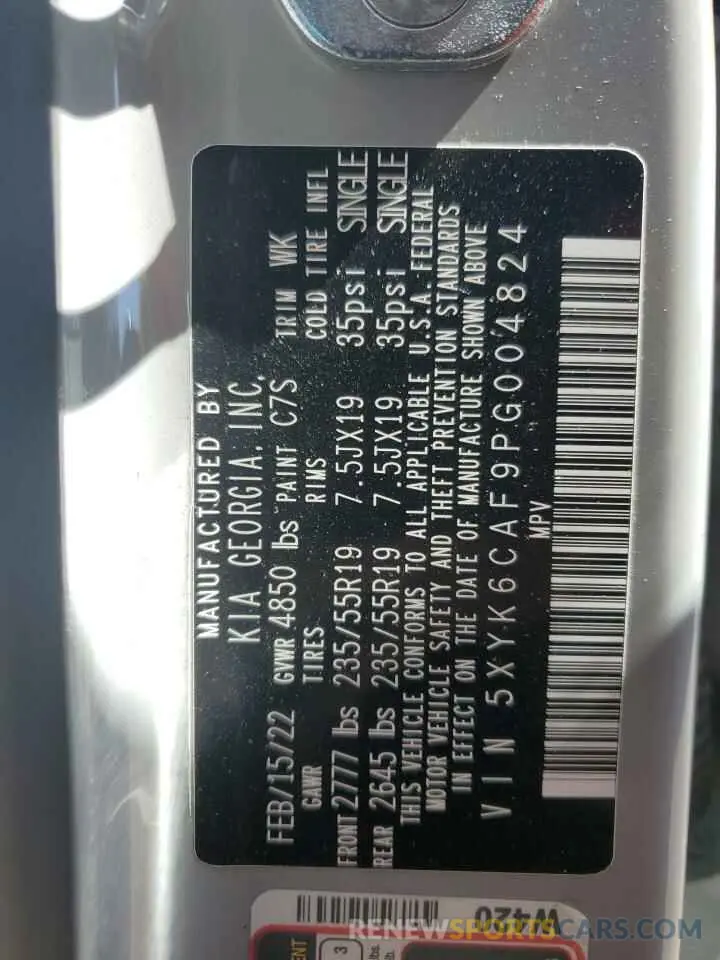 MANUFACTURED BY
KIA GEORGIA, INC.
FEB/15/22 GVWR 4850 lbs PAINT C7S TRIM WK
GAWR TIRES RIMS COLD TIRE INFL
FRONT 2777 lbs 235/55R19 7.5JX19 35psi SINGLE
REAR 2645 lbs 235/55R19 7.5JX19 35psi SINGLE
THIS VEHICLE CONFORMS TO ALL APPLICABLE U.S.A. FEDERAL
MOTOR VEHICLE SAFETY AND THEFT PREVENTION STANDARDS
IN EFFECT ON THE DATE OF MANUFACTURE SHOWN ABOVE
VIN 5XYK6CAF9PG004824
MPV
W420
3
lbs.
RENEWSPORTSCARS.COM